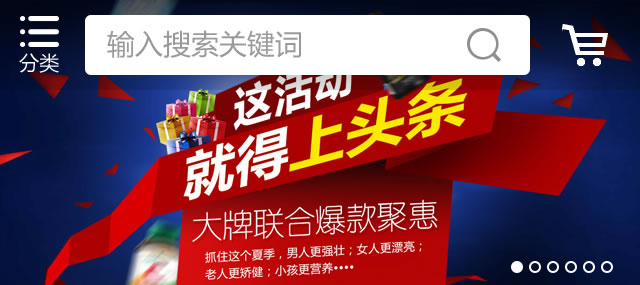 分类
输入搜索关键词
这活动
就得上头条
大牌联合爆款聚惠
抓住这个夏季，男人更强壮；女人更漂亮；
老人更矫健；小孩更营养••••